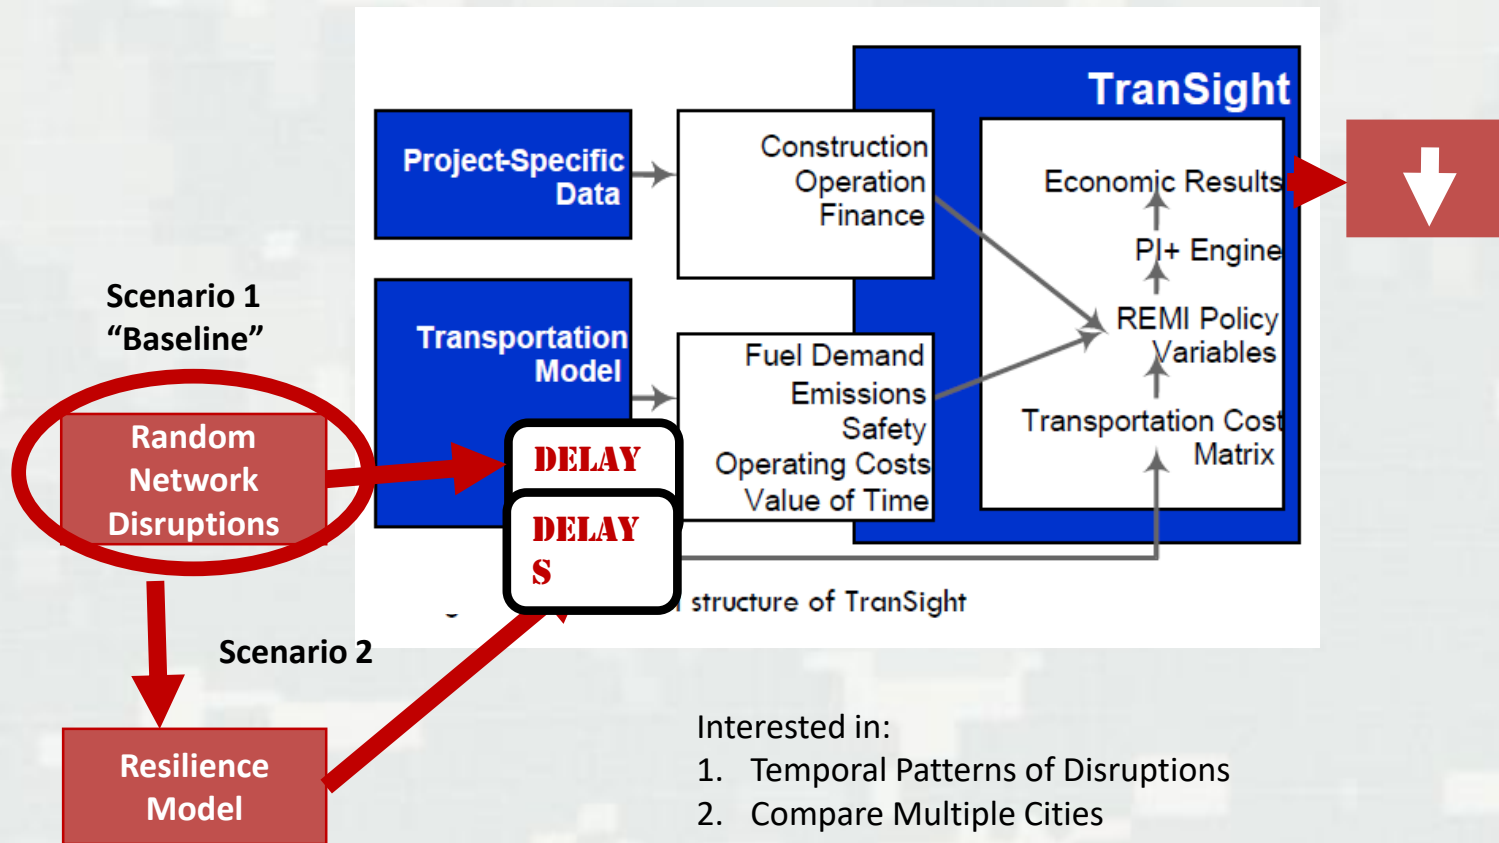 TranSight
Project-Specific
Data
Construction
Operation
Finance
Economic Results
PI+ Engine
REMI Policy
Variables
Transportation Cost
Matrix
Scenario 1
“Baseline”
Transportation
Model
Fuel Demand
Emissions
Safety
Operating Costs
Value of Time
Random
Network
Disruptions
DELAY
DELAY
S
structure of TranSight
Scenario 2
Resilience
Model
Interested in:
1. Temporal Patterns of Disruptions
2. Compare Multiple Cities